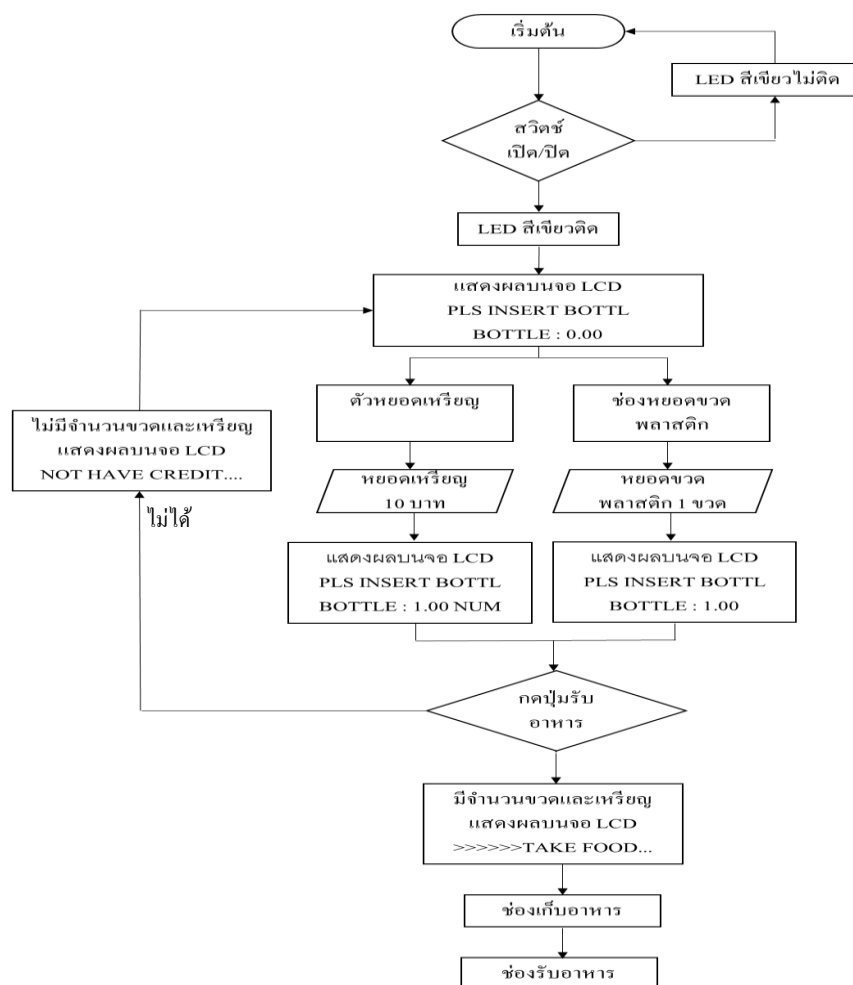 เริ่มต้น
LED สีเขียวไม่ติด
สวิตช์
เปิด/ปิด
LED สีเขียวติด
แสดงผลบนจอ LCD
PLS INSERT BOTTL
BOTTLE : 0.00
ตัวหยอดเหรียญ
ช่องหยอดขวด
พลาสติก
ไม่มีจำนวนขวดและเหรียญ
แสดงผลบนจอ LCD
NOT HAVE CREDIT....
หยอดเหรียญ
10 บาท
หยอดขวด
พลาสติก 1 ขวด
ไม่ได้
แสดงผลบนจอ LCD
PLS INSERT BOTTL
BOTTLE : 1.00 NUM
แสดงผลบนจอ LCD
PLS INSERT BOTTL
BOTTLE : 1.00
กดปุ่มรับ
อาหาร
มีจำนวนขวดและเหรียญ
แสดงผลบนจอ LCD
>>>>>>TAKE FOOD...
ช่องเก็บอาหาร
ช่องรับอาหาร